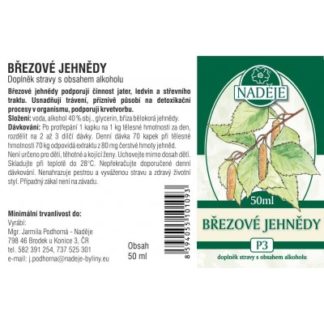 BŘEZOVÉ JEHNĚDY
Doplněk stravy s obsahem alkoholu
Březové jehnědy podporují činnost jater, ledvin a střevního
traktu. Usnadňují trávení, příznivě působí na detoxikační
procesy v organismu, podporují krvetvorbu.
Složení: voda, alkohol 40% obj., glycerin, bříza bělokorá jehnědy.
Dávkování: Po protřepání 1 kapku na 1 kg tělesné hmotnosti za den,
rozdělit na 2 až 3 dílčí dávky. Denní dávka 70 kapek při
tělesné hmotnosti 70 kg odpovídá extraktu z 80 mg čerstvé hmoty jehněd.
Není určeno pro děti, těhotné a kojící ženy. Uchovejte mimo dosah dětí.
Skladujte při teplotě do 28°C. Nepřekračujte doporučené denní
dávkování. Nenahrazuje pestrou a vyváženou stravu a zdravý životní
styl. Případný zákal není na závadu.
Minimální trvanlivost do:
Vyrábí:
Mgr. Jarmila Podhorná - Naděje
798 46 Brodek u Konice 3, ČR
tel. 582 391 254, 737 525 301
e-mail: j.podhorna@nadeje-byliny.eu
Obsah
50 ml
8594053101093
NADĚJE
50ml
BŘEZOVÉ JEHNĚDY
P3
doplněk stravy s obsahem alkoholu